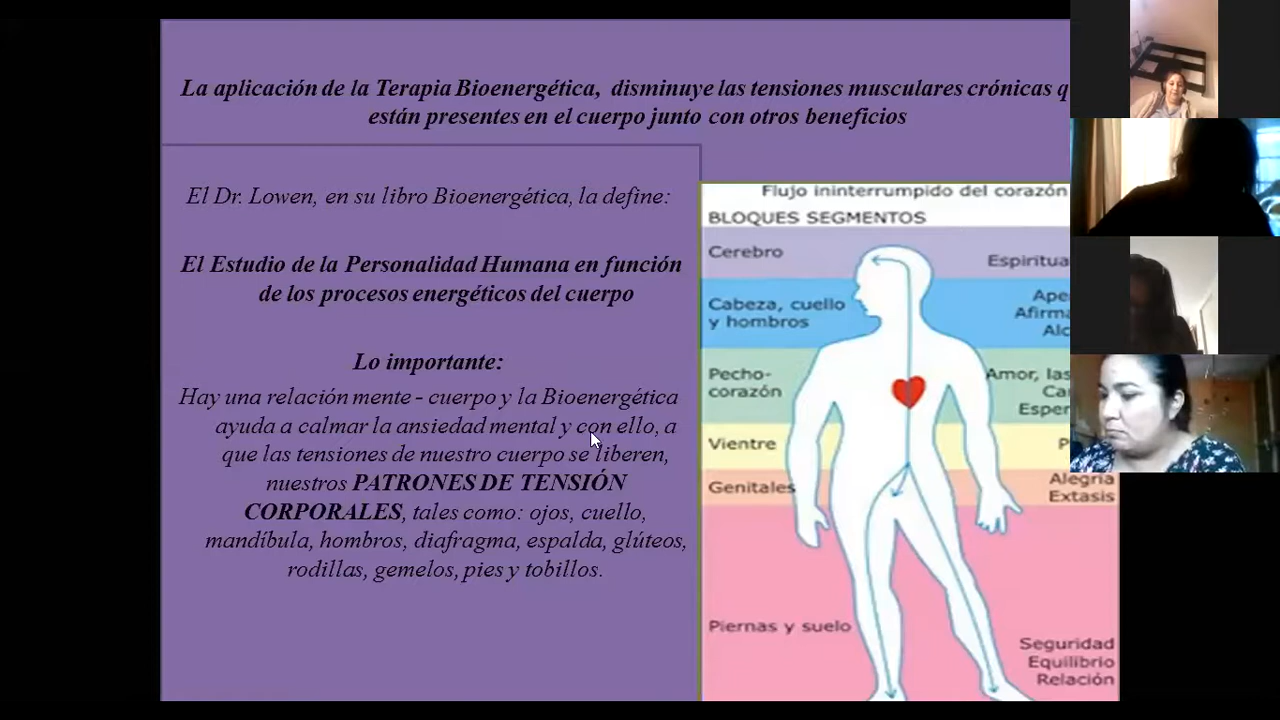 La aplicación de la Terapia Bioenergética, disminuye las tensiones musculares crónicas
están presentes en el cuerpo junto con otros beneficios
El Dr. Lowen, en su libro Bioenergética, la define:
El Estudio de la Personalidad Humana en función
de los procesos energéticos del cuerpo
Lo importante:
Hay una relación mente - cuerpo y la Bioenergética
ayuda a calmar la ansiedad mental y con ello, a
que las tensiones de nuestro cuerpo se liberen,
nuestros PATRONES DE TENSIÓN
CORPORALES, tales como: ojos, cuello,
mandíbula, hombros, diafragma, espalda, glúteos,
rodillas, gemelos, pies y tobillos.
Flujo ininterrumpido del corazón
BLOQUES SEGMENTOS
Cerebro
Cabeza, cuello
y hombros
Pecho-
corazón
Amor, las
Vientre
Genitales
Alegría
Extasis
Piernas y suelo
Seguridad
Equilibrio
Relación